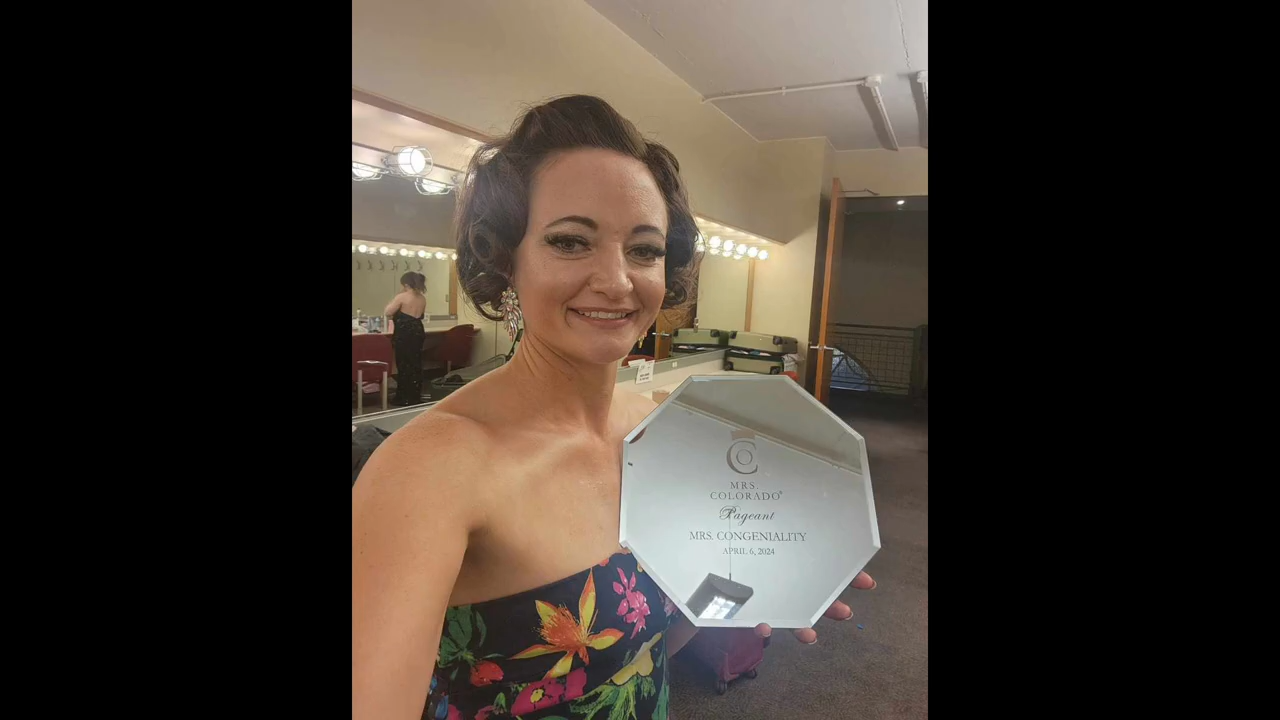 MRS.
COLORADO®
Pageant
MRS. CONGENIALITY
APRIL 6, 2024